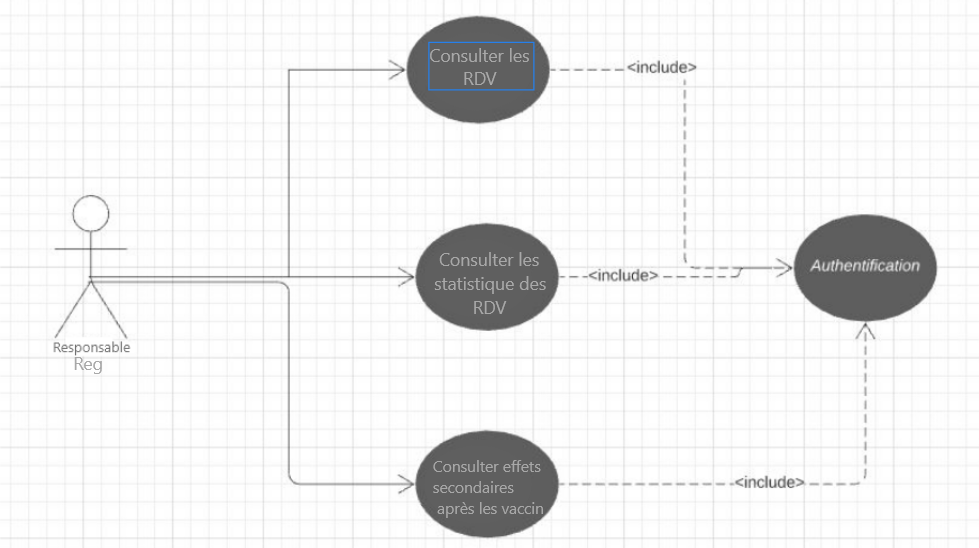 Consulter les
RDV
<include>
Consulter les
statistique des
RDV
<include>
Authentification
Responsable
Reg
Consulter effets
secondaires
après les vaccin
<include>